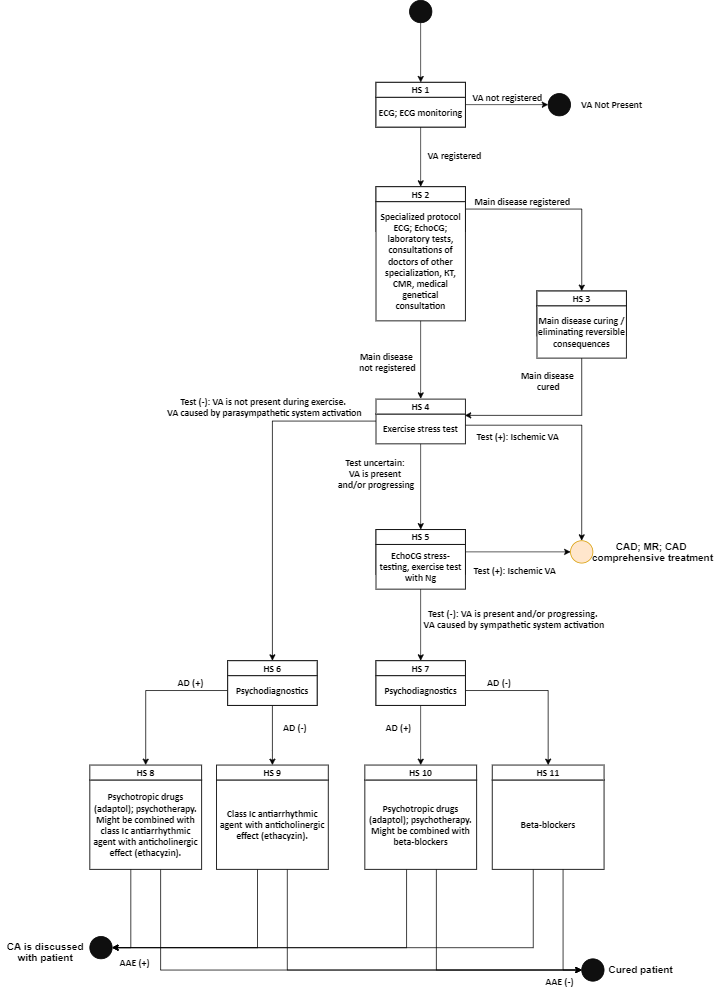 HS 1
ECG; ECG monitoring
VA not registered
VA Not Present
VA registered
HS 2
Specialized protocol
ECG; EchoCG;
laboratory tests,
consultations of
doctors of other
specialization, KT,
CMR, medical
genetical
consultation
Main disease registered
HS 3
Main disease curing /
eliminating reversible
consequences
Main disease
not registered
Main disease
cured
HS 4
Exercise stress test
Test (-): VA is not present during exercise.
VA caused by parasympathetic system activation
Test (+): Ischemic VA
Test uncertain:
VA is present
and/or progressing
HS 5
EchoCG stress-
testing, exercise test
with Ng
Test (+): Ischemic VA
CAD; MR; CAD
comprehensive treatment
Test (-): VA is present and/or progressing.
VA caused by sympathetic system activation
HS 6
Psychodiagnostics
HS 7
Psychodiagnostics
AD (+)
AD (-)
AD (+)
AD (-)
HS 8
Psychotropic drugs
(adaptol); psychotherapy.
Might be combined with
class Ic antiarrhythmic
agent with anticholinergic
effect (ethacyzin).
HS 9
Class Ic antiarrhythmic
agent with anticholinergic
effect (ethacyzin).
HS 10
Psychotropic drugs
(adaptol); psychotherapy.
Might be combined with
beta-blockers
HS 11
Beta-blockers
CA is discussed
with patient
AAE (+)
AAE (-)
Cured patient